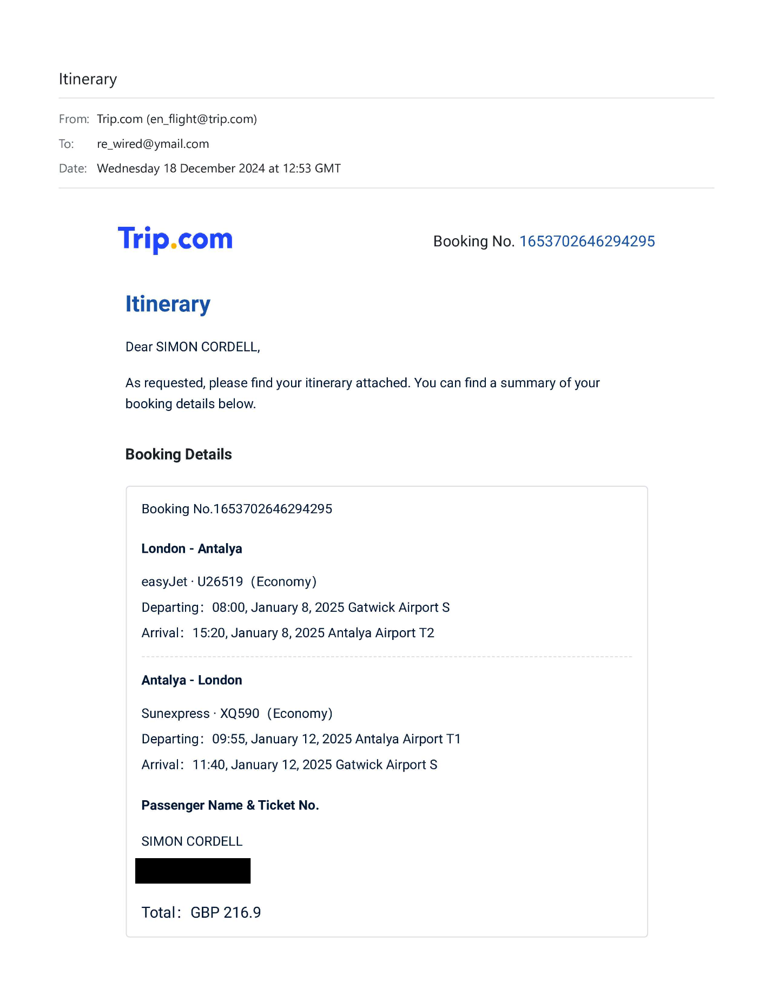 Itinerary
From: Trip.com (en_flight@trip.com)
To: re_wired@ymail.com
Date: Wednesday 18 December 2024 at 12:53 GMT
Trip.com
Booking No. 1653702646294295
Itinerary
Dear SIMON CORDELL,
As requested, please find your itinerary attached. You can find a summary of your
booking details below.
Booking Details
Booking No.1653702646294295
London - Antalya
easyJet · U26519（Economy）
Departing： 08:00, January 8, 2025 Gatwick Airport S
Arrival： 15:20, January 8, 2025 Antalya Airport T2
Antalya - London
Sunexpress · XQ590（Economy）
Departing： 09:55, January 12, 2025 Antalya Airport T1
Arrival： 11:40, January 12, 2025 Gatwick Airport S
Passenger Name & Ticket No.
SIMON CORDELL
Total： GBP 216.9